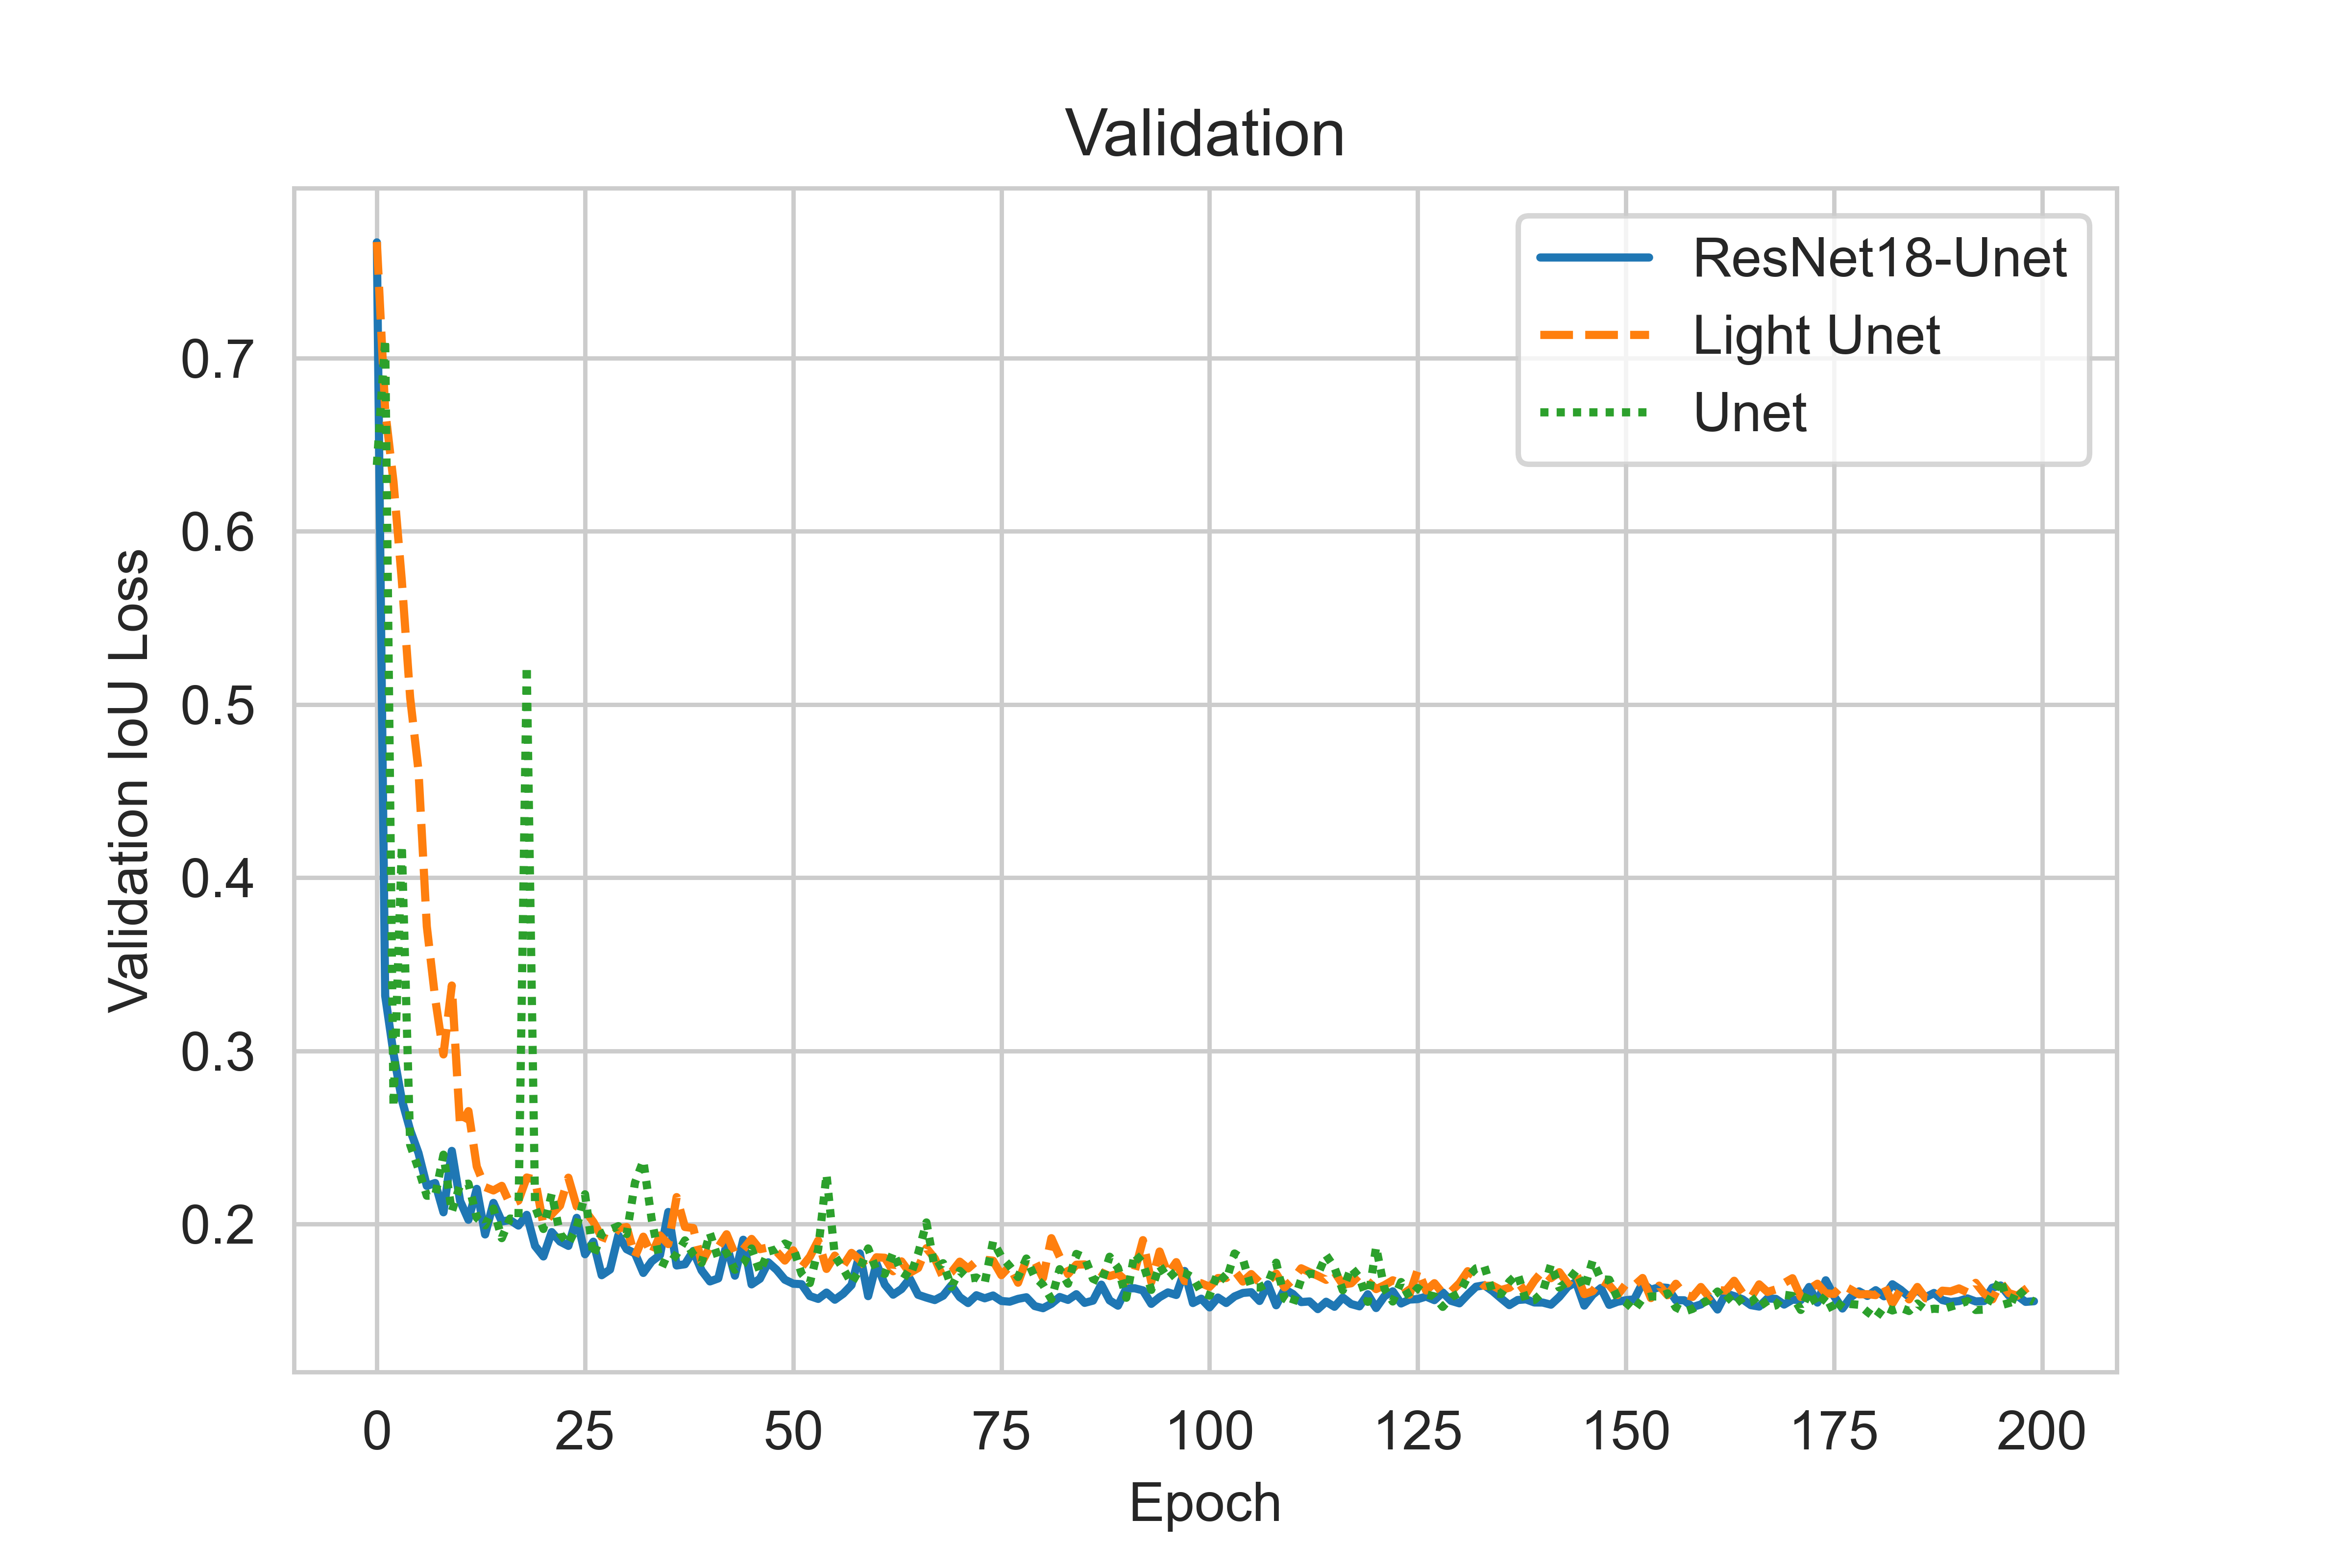 Validation
ResNet18-Unet
Light Unet
Unet
Validation IoU Loss
0.7
0.6
0.5
0.4
0.3
0.2
0 25 50 75 100 125 150 175 200
Epoch